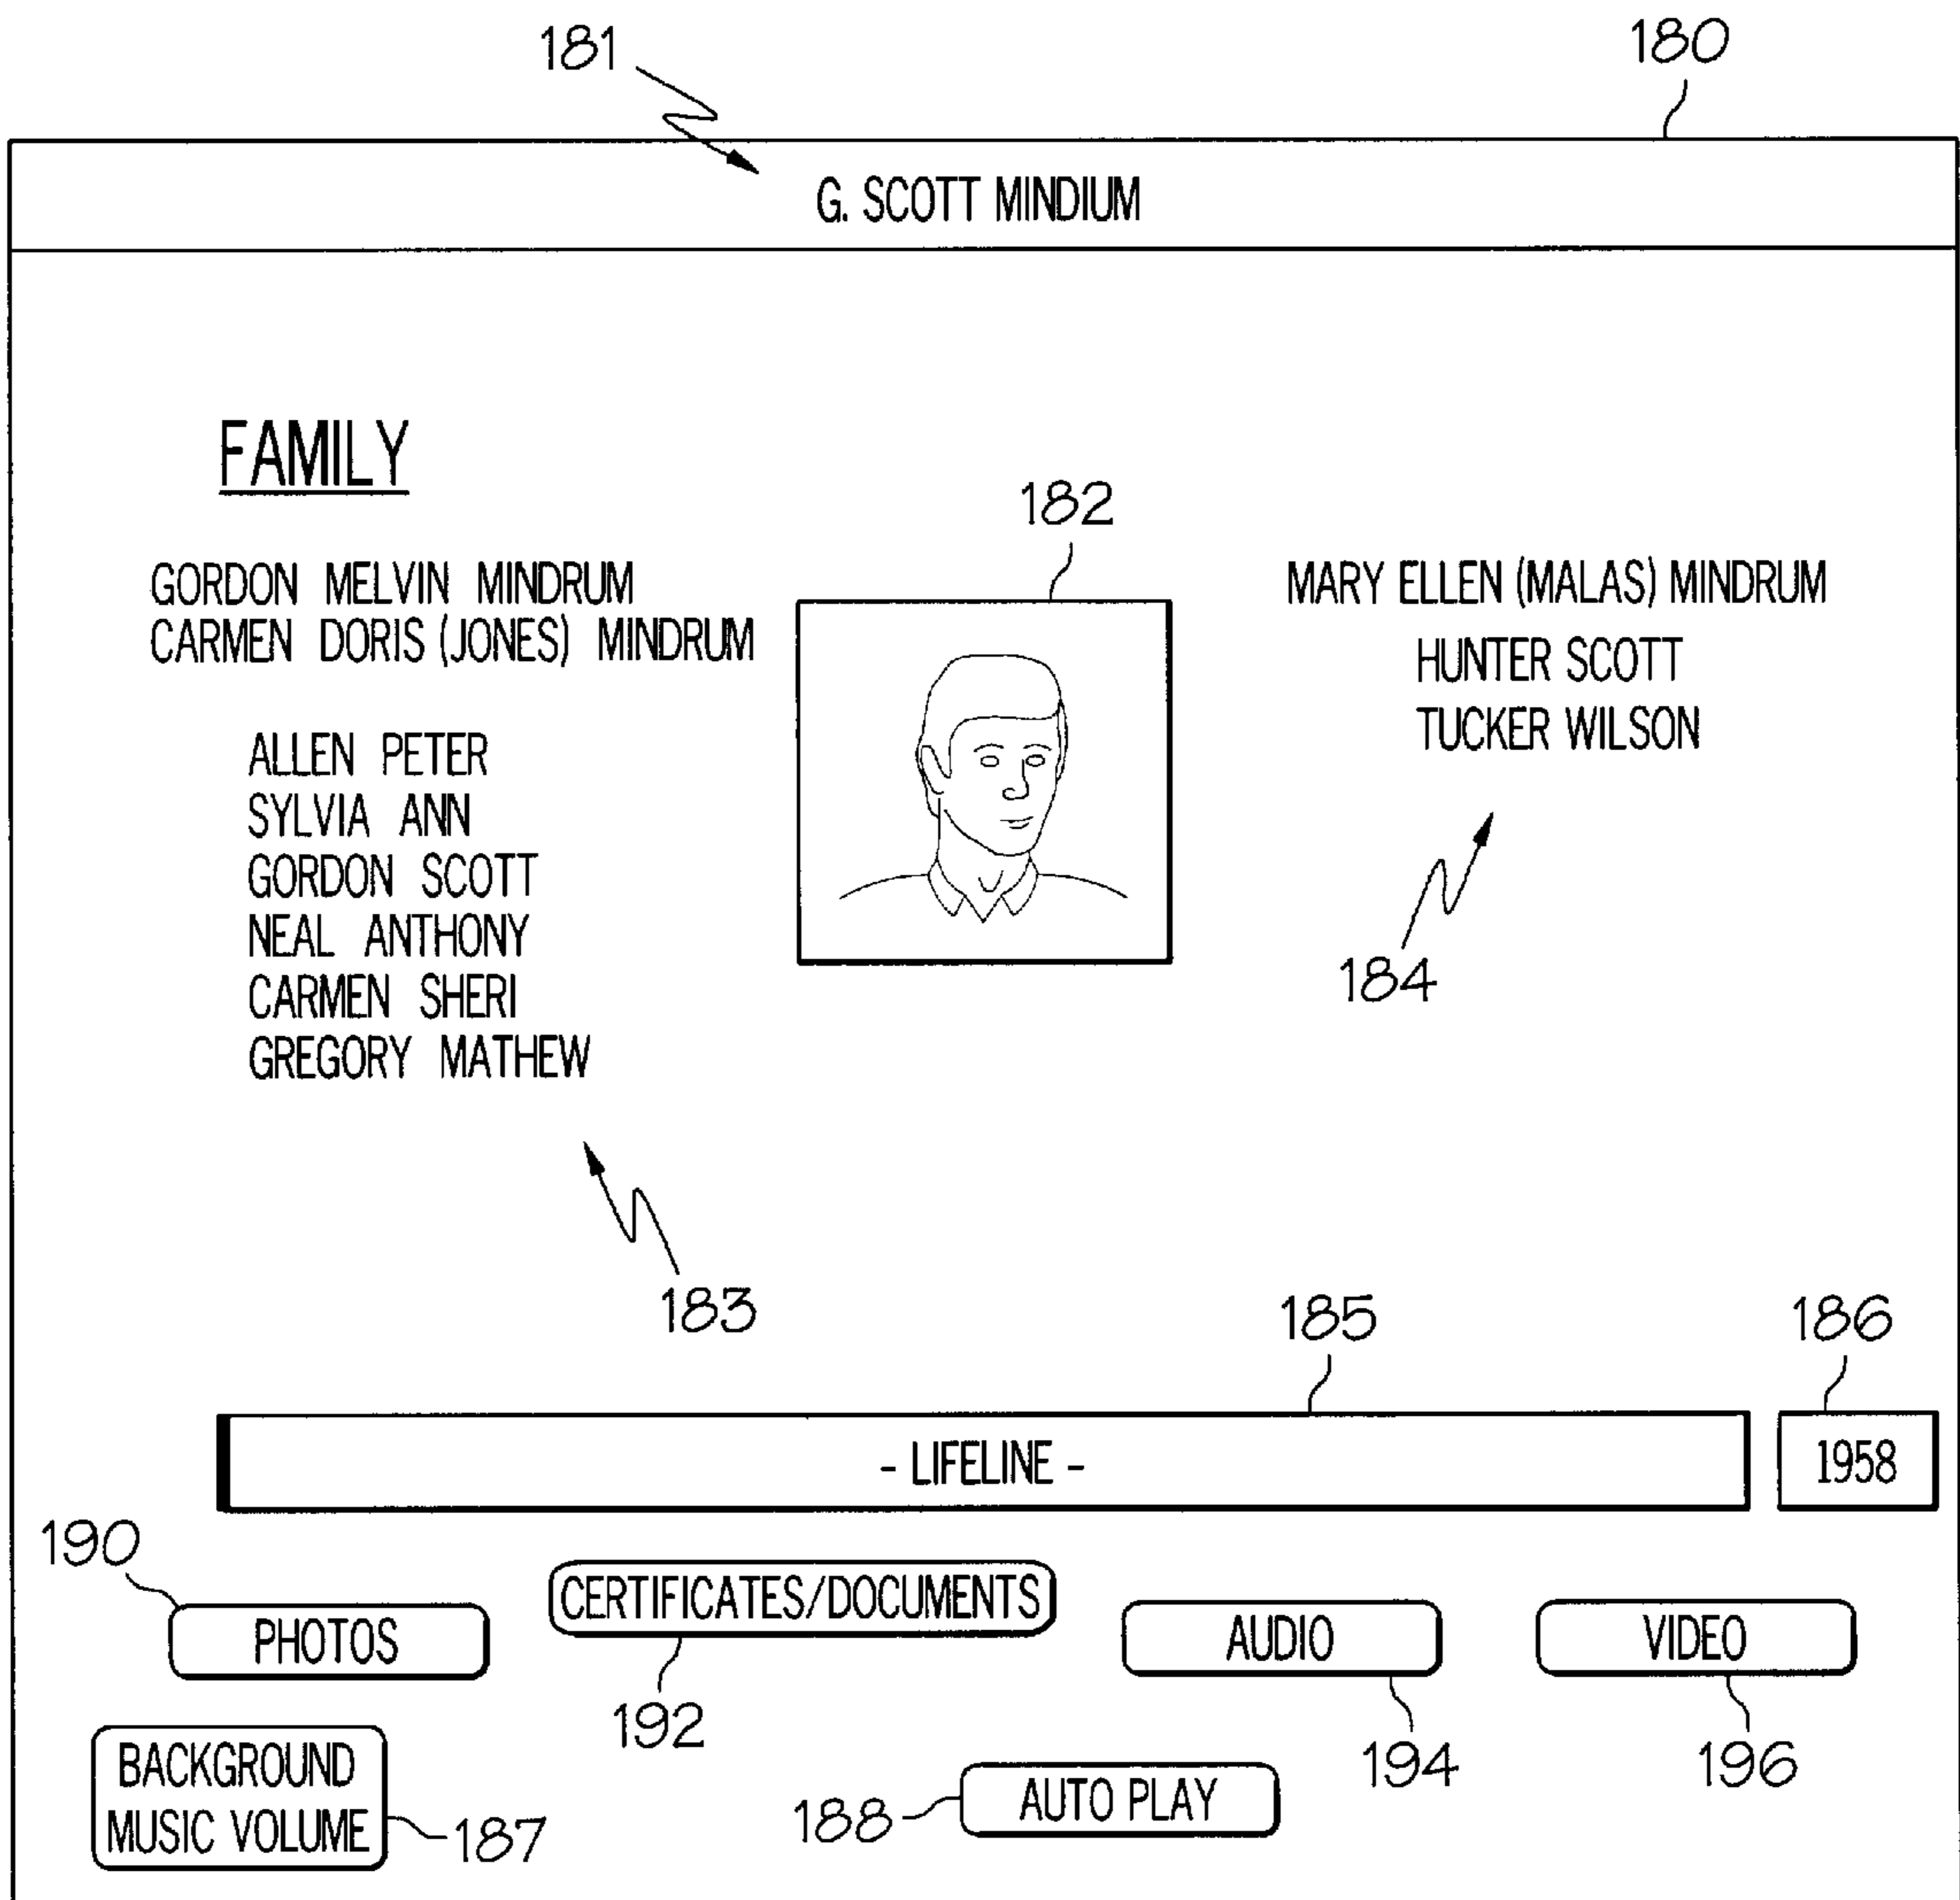 181
180
G. SCOTT MINDIUM
FAMILY
182
GORDON MELVIN MINDRUM
CARMEN DORIS (JONES) MINDRUM
ALLEN PETER
SYLVIA ANN
GORDON SCOTT
NEAL ANTHONY
CARMEN SHERI
GREGORY MATHEW
MARY ELLEN (MALAS) MINDRUM
HUNTER SCOTT
TUCKER WILSON
184
183
185
186
- LIFELINE -
1958
190
PHOTOS
CERTIFICATES/DOCUMENTS
AUDIO
VIDEO
192
194
196
BACKGROUND
MUSIC VOLUME
187
188
AUTO PLAY